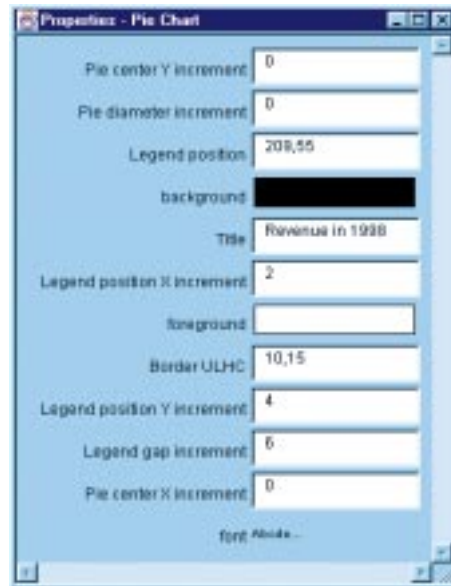 Properties - Pie Chart
Pie center Y increment 0
Pie diameter increment 0
Legend position 209,55
background
Title Revenue in 1998
Legend position X increment 2
foreground
Border ULHC 10,15
Legend position Y increment 4
Legend gap increment 6
Pie center X increment 0
font Abcde...